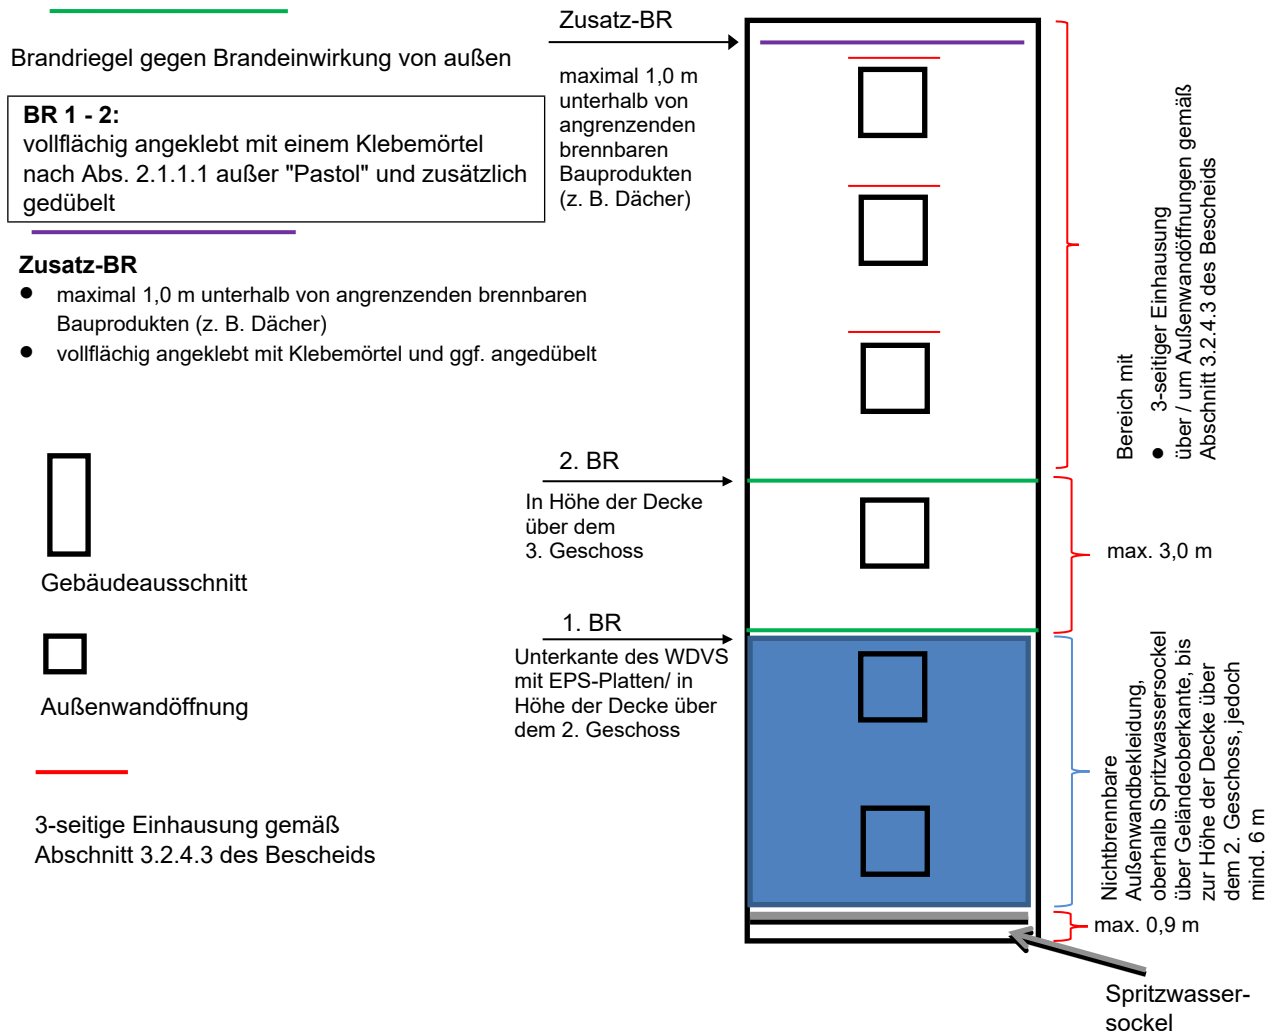 Brandriegel gegen Brandeinwirkung von außen
BR 1 - 2:
vollflächig angeklebt mit einem Klebemörtel
nach Abs. 2.1.1.1 außer "Pastol" und zusätzlich
gedübelt
Zusatz-BR
● maximal 1,0 m unterhalb von angrenzenden brennbaren
Bauprodukten (z. B. Dächer)
● vollflächig angeklebt mit Klebemörtel und ggf. angedübelt
Gebäudeausschnitt
Außenwandöffnung
3-seitige Einhausung gemäß
Abschnitt 3.2.4.3 des Bescheids
Zusatz-BR
maximal 1,0 m
unterhalb von
angrenzenden
brennbaren
Bauprodukten
(z. B. Dächer)
2. BR
In Höhe der Decke
über dem
3. Geschoss
1. BR
Unterkante des WDVS
mit EPS-Platten/ in
Höhe der Decke über
dem 2. Geschoss
Bereich mit
● 3-seitiger Einhausung
über / um Außenwandöffnungen gemäß
Abschnitt 3.2.4.3 des Bescheids
max. 3,0 m
Nichtbrennbare
Außenwandbekleidung,
oberhalb Spritzwassersockel
über Geländeoberkante, bis
zur Höhe der Decke über
dem 2. Geschoss, jedoch
mind. 6 m
max. 0,9 m
Spritzwasser-
sockel